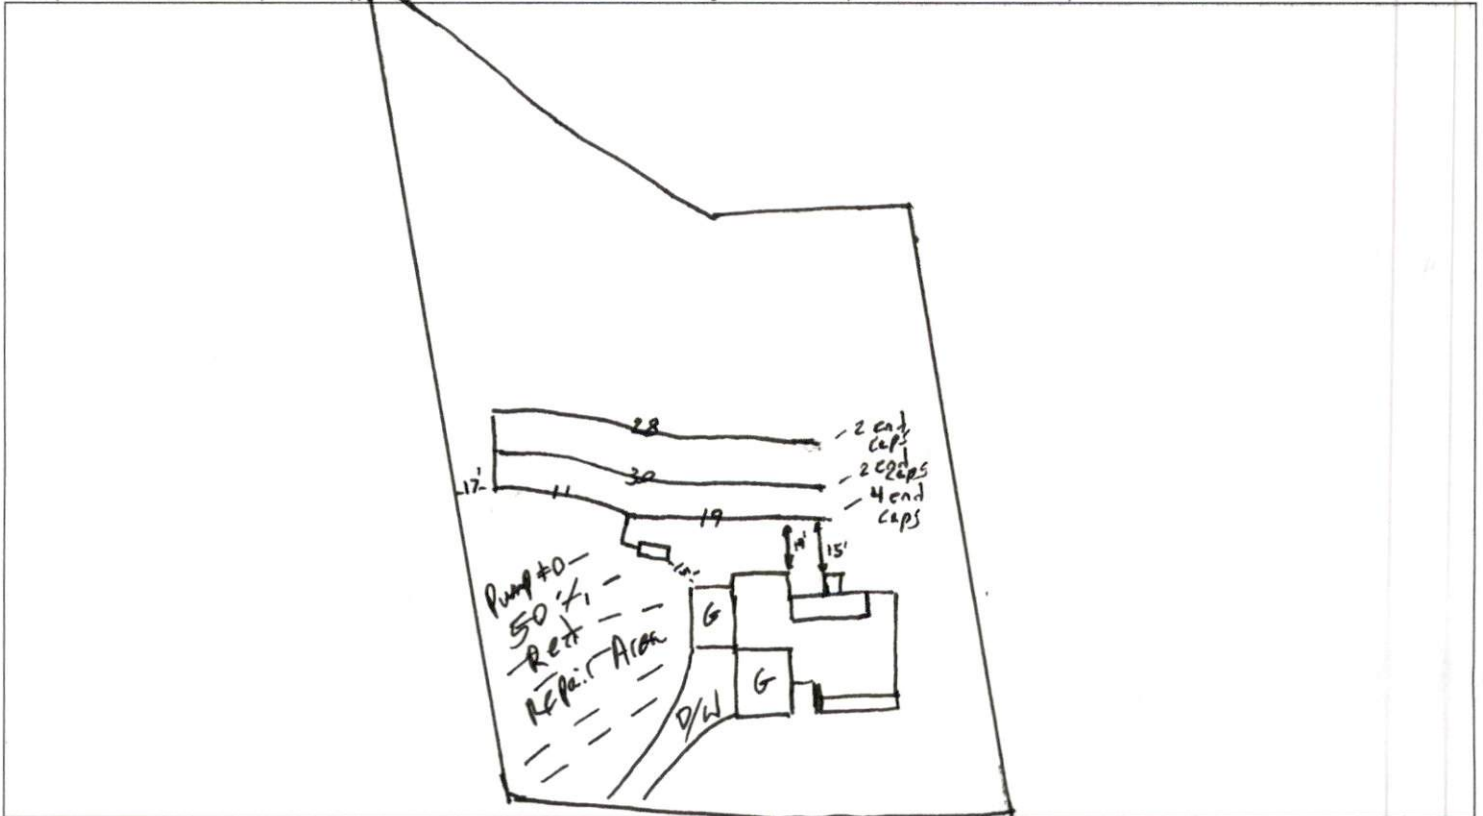 28
2 end
caps
30
2 end
caps
17'
11
4 end
caps
19
15'
Pump to
50%
Repair Area
G
G
D/W